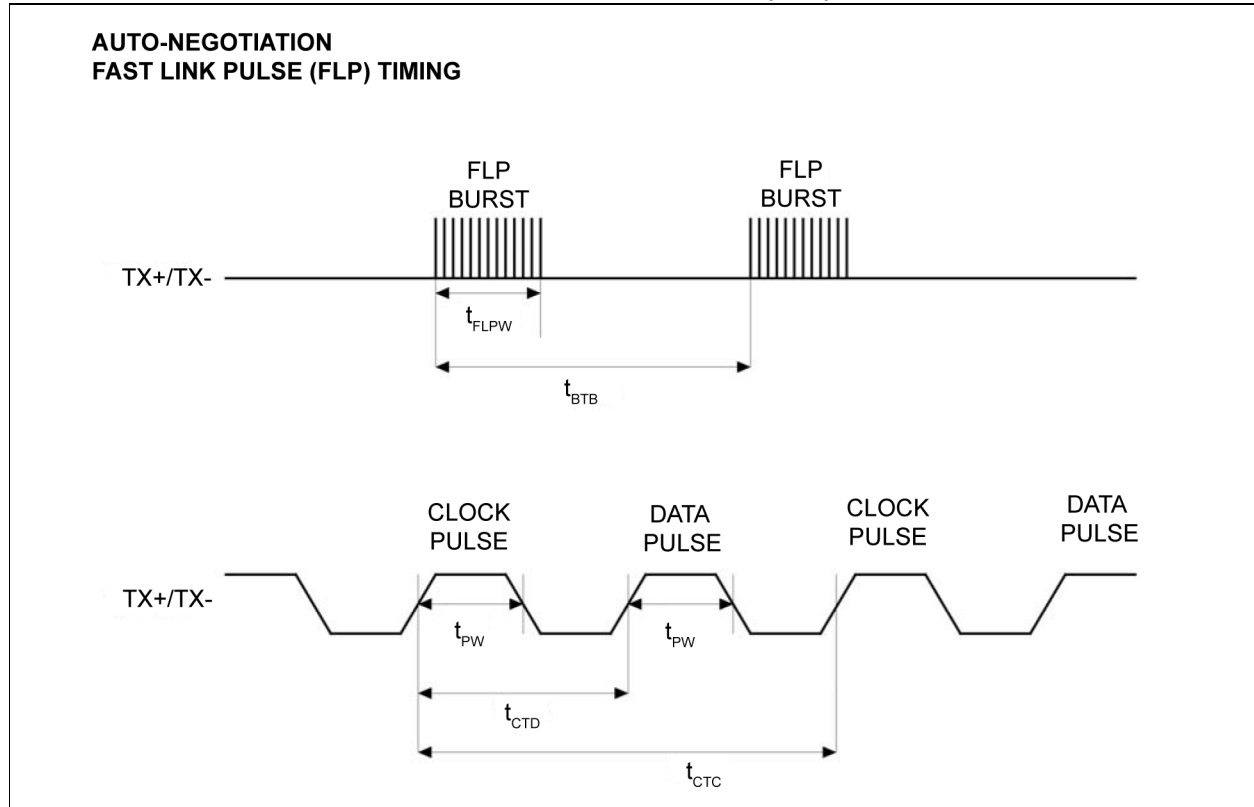 AUTO-NEGOTIATION
FAST LINK PULSE (FLP) TIMING
FLP
BURST
FLP
BURST
TX+/TX-
tFLPW
tBTB
CLOCK
PULSE
DATA
PULSE
CLOCK
PULSE
DATA
PULSE
TX+/TX-
tPW
tPW
tCTD
tCTC